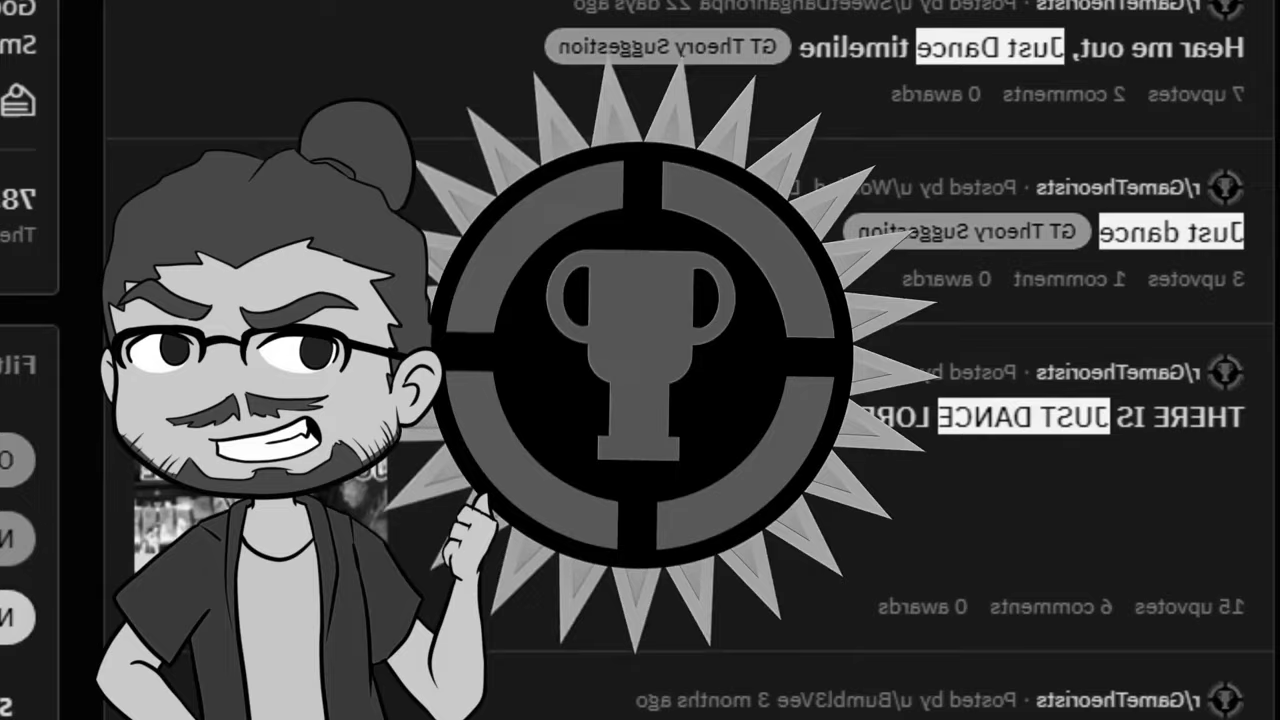 r/GameTheorists · Posted by u/SweetDanganronpa 22 days ago
Hear me out, Just Dance timeline GT Theory Suggestion
7 upvotes 2 comments 0 awards
r/GameTheorists · Posted by
Just dance GT Theory Suggestion
3 upvotes 1 comment 0 awards
r/GameTheorists · Posted by
THERE IS JUST DANCE
15 upvotes 6 comments 0 awards
r/GameTheorists · Posted by u/Bumbl3Vee 3 months ago